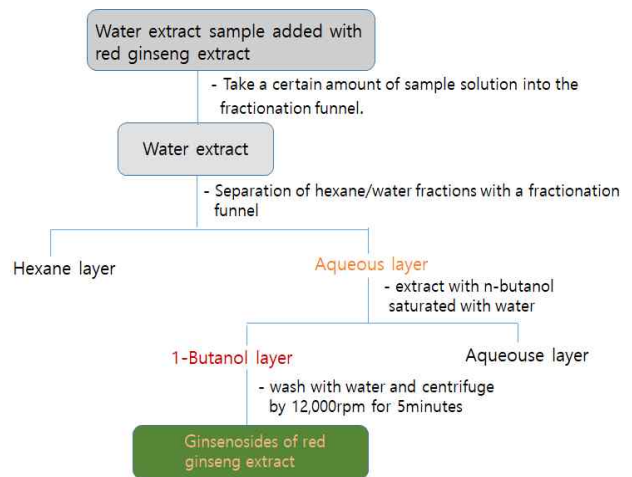 Water extract sample added with
red ginseng extract
- Take a certain amount of sample solution into the
fractionation funnel.
Water extract
- Separation of hexane/water fractions with a fractionation
funnel
Hexane layer
Aqueous layer
- extract with n-butanol
saturated with water
1-Butanol layer
Aqueouse layer
- wash with water and centrifuge
by 12,000rpm for 5minutes
Ginsenosides of red
ginseng extract